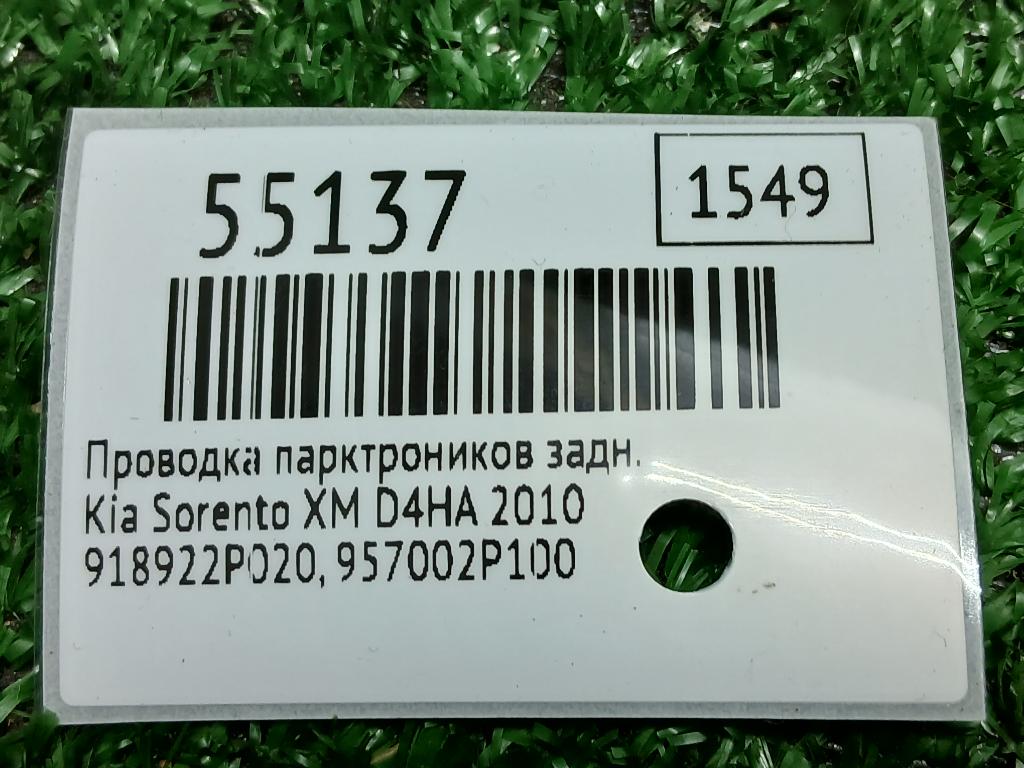 55137
1549
Проводка парктроников задн.
Kia Sorento XM D4HA 2010
918922P020, 957002P100